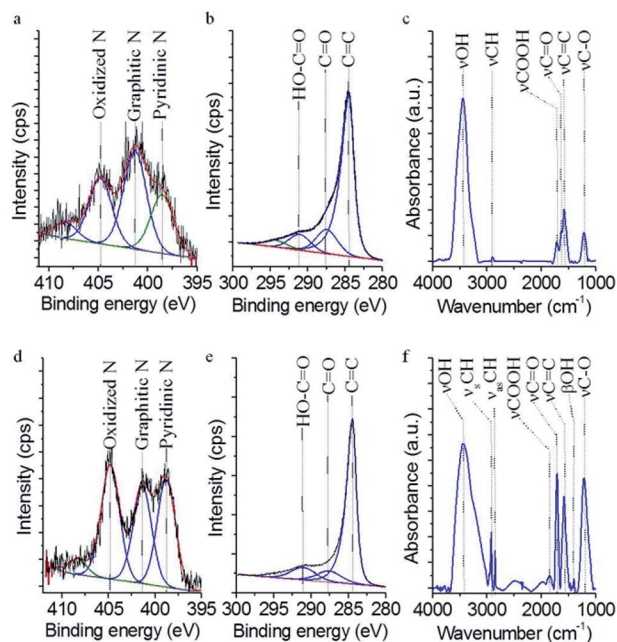 a
Oxidized N
Graphitic N
Pyridinic N
Intensity (cps)
410 405 400 395
Binding energy (eV)
b
HO-C=O
C=O
C=C
Intensity (cps)
300 295 290 285 280
Binding energy (eV)
c
νOH
νCH
νCOOH
νC=O
νC=C
νC-O
Absorbance (a.u.)
4000 3000 2000 1000
Wavenumber (cm⁻¹)
d
Oxidized N
Graphitic N
Pyridinic N
Intensity (cps)
410 405 400 395
Binding energy (eV)
e
HO-C=O
C=O
C=C
Intensity (cps)
300 295 290 285 280
Binding energy (eV)
f
νOH
νₛCH
νₐₛCH
νCOOH
νC=O
νC=C
βOH
νC-O
Absorbance (a.u.)
4000 3000 2000 1000
Wavenumber (cm⁻¹)